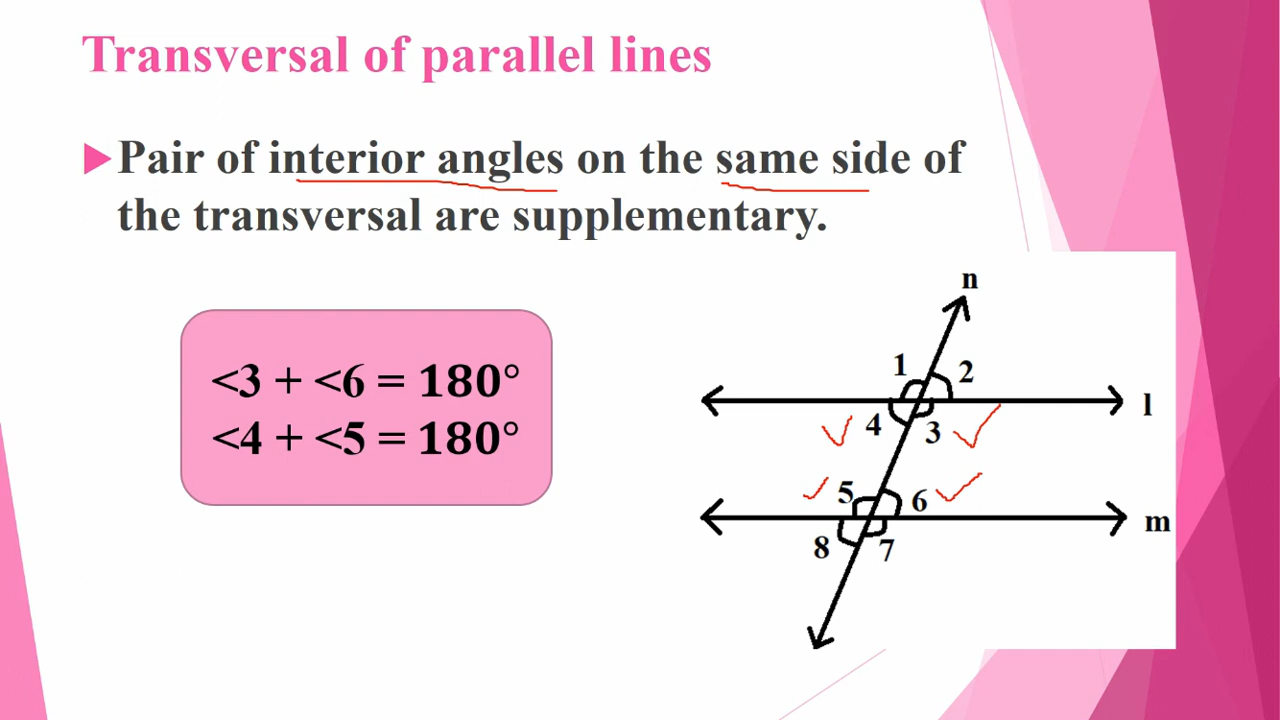 Transversal of parallel lines
Pair of interior angles on the same side of
the transversal are supplementary.
<3 + <6 = 180°
<4 + <5 = 180°
n
1 2
l
4 3
5 6
m
8 7